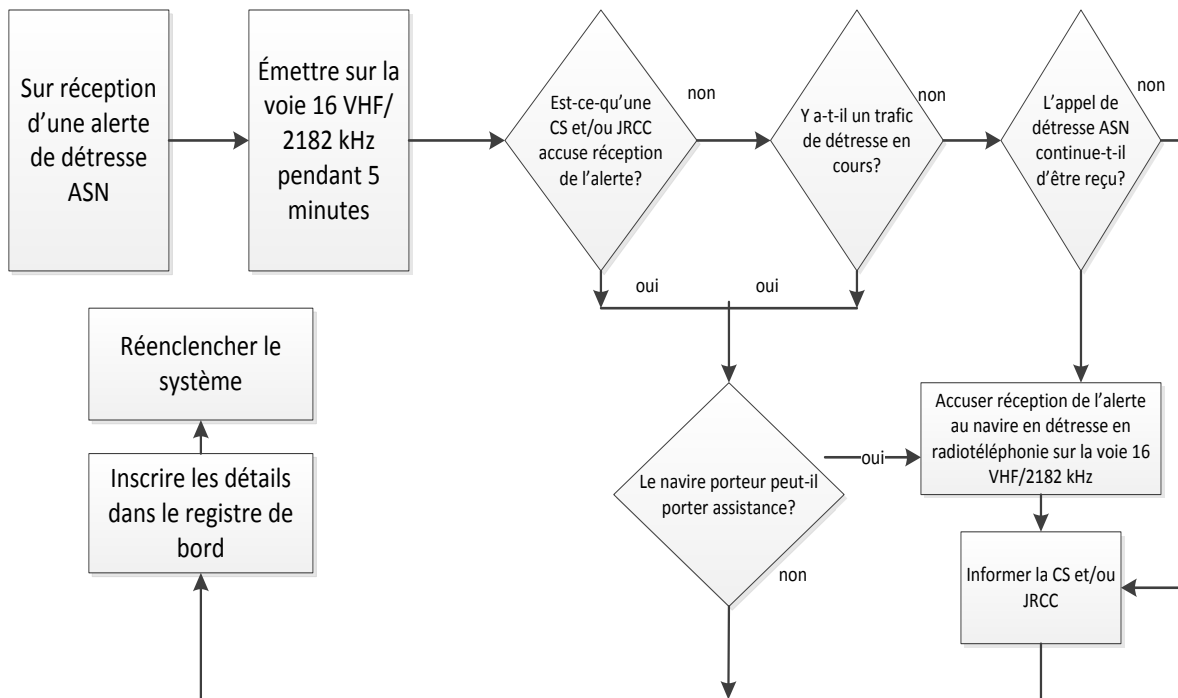 Sur réception
d'une alerte
de détresse
ASN
Émettre sur la
voie 16 VHF/
2182 kHz
pendant 5
minutes
Est-ce-qu'une
CS et/ou JRCC
accuse réception
de l'alerte?
non
Y a-t-il un trafic
de détresse en
cours?
non
L'appel de
détresse ASN
continue-t-il
d'être reçu?
non
oui
oui
Réenclencher le
système
Inscrire les détails
dans le registre de
bord
Le navire porteur peut-il
porter assistance?
oui
non
Accuser réception de l'alerte
au navire en détresse en
radiotéléphonie sur la voie 16
VHF/2182 kHz
Informer la CS et/ou
JRCC